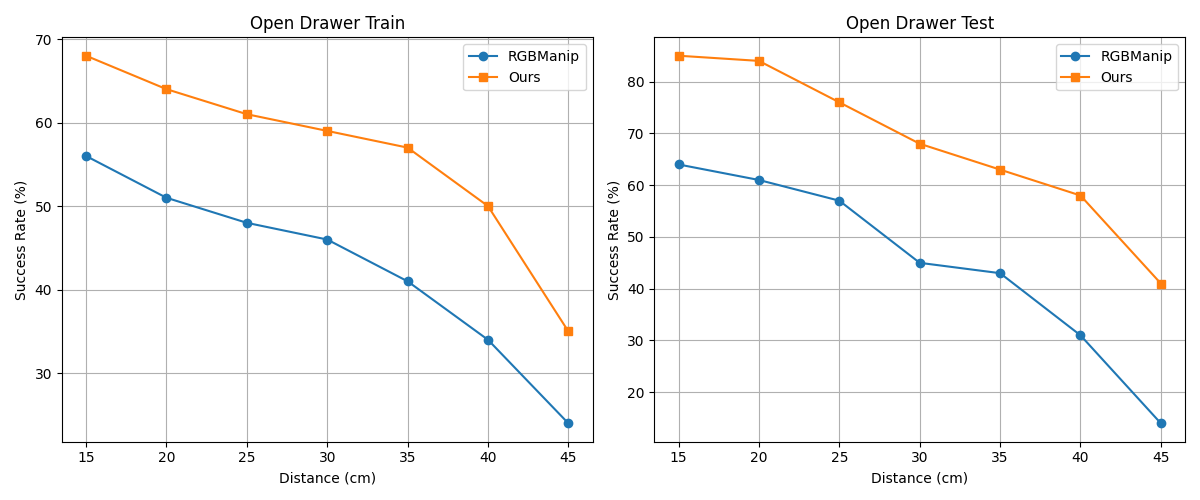 Open Drawer Train
RGBManip
Ours
70
60
50
40
30
Success Rate (%)
15 20 25 30 35 40 45
Distance (cm)
Open Drawer Test
RGBManip
Ours
80
70
60
50
40
30
20
Success Rate (%)
15 20 25 30 35 40 45
Distance (cm)